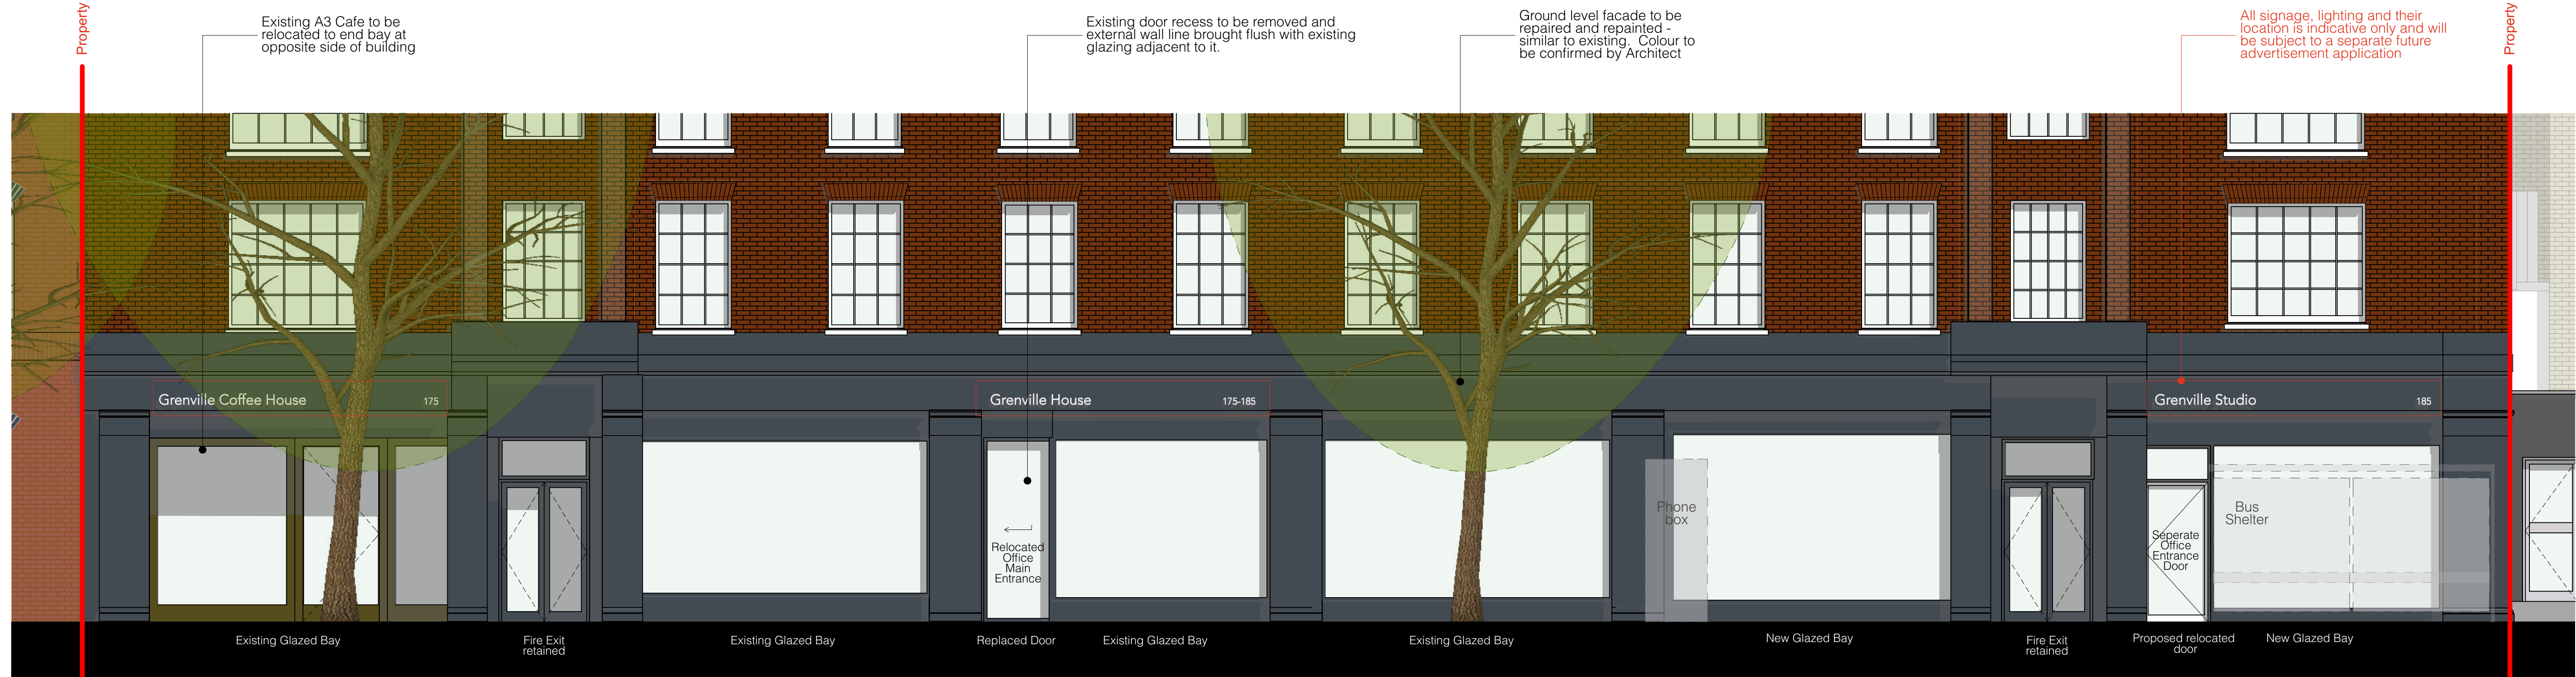 Property
Existing A3 Cafe to be
relocated to end bay at
opposite side of building
Existing door recess to be removed and
external wall line brought flush with existing
glazing adjacent to it.
Ground level facade to be
repaired and repainted -
similar to existing. Colour to
be confirmed by Architect
All signage, lighting and their
location is indicative only and will
be subject to a separate future
advertisement application
Property
Grenville Coffee House 175
Grenville House 175-185
Grenville Studio 185
Phone
box
Bus
Shelter
Relocated
Office
Main
Entrance
Seperate
Office
Entrance
Door
Existing Glazed Bay
Fire Exit
retained
Existing Glazed Bay
Replaced Door
Existing Glazed Bay
Existing Glazed Bay
New Glazed Bay
Fire Exit
retained
Proposed relocated
door
New Glazed Bay